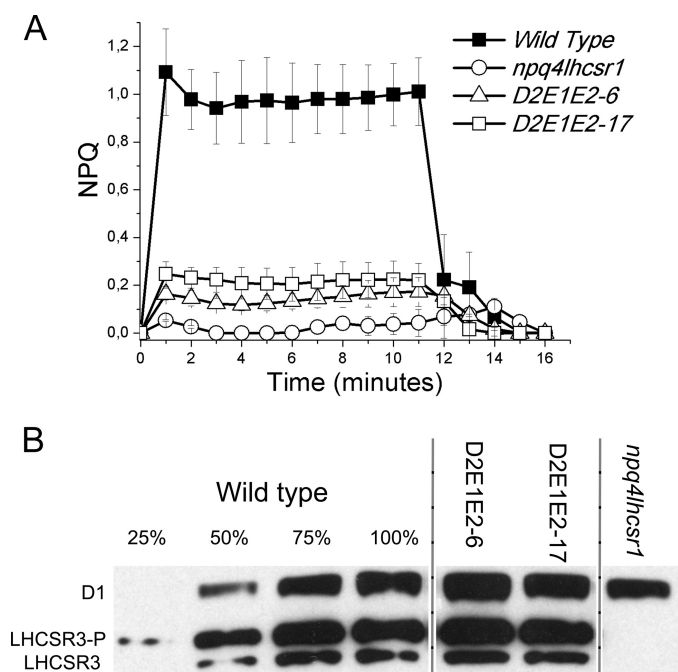 A
1,2
1,0
0,8
0,6
0,4
0,2
0,0
NPQ
0 2 4 6 8 10 12 14 16
Time (minutes)
Wild Type
npq4lhcsr1
D2E1E2-6
D2E1E2-17
B
Wild type
25% 50% 75% 100%
D2E1E2-6
D2E1E2-17
npq4lhcsr1
D1
LHCSR3-P
LHCSR3